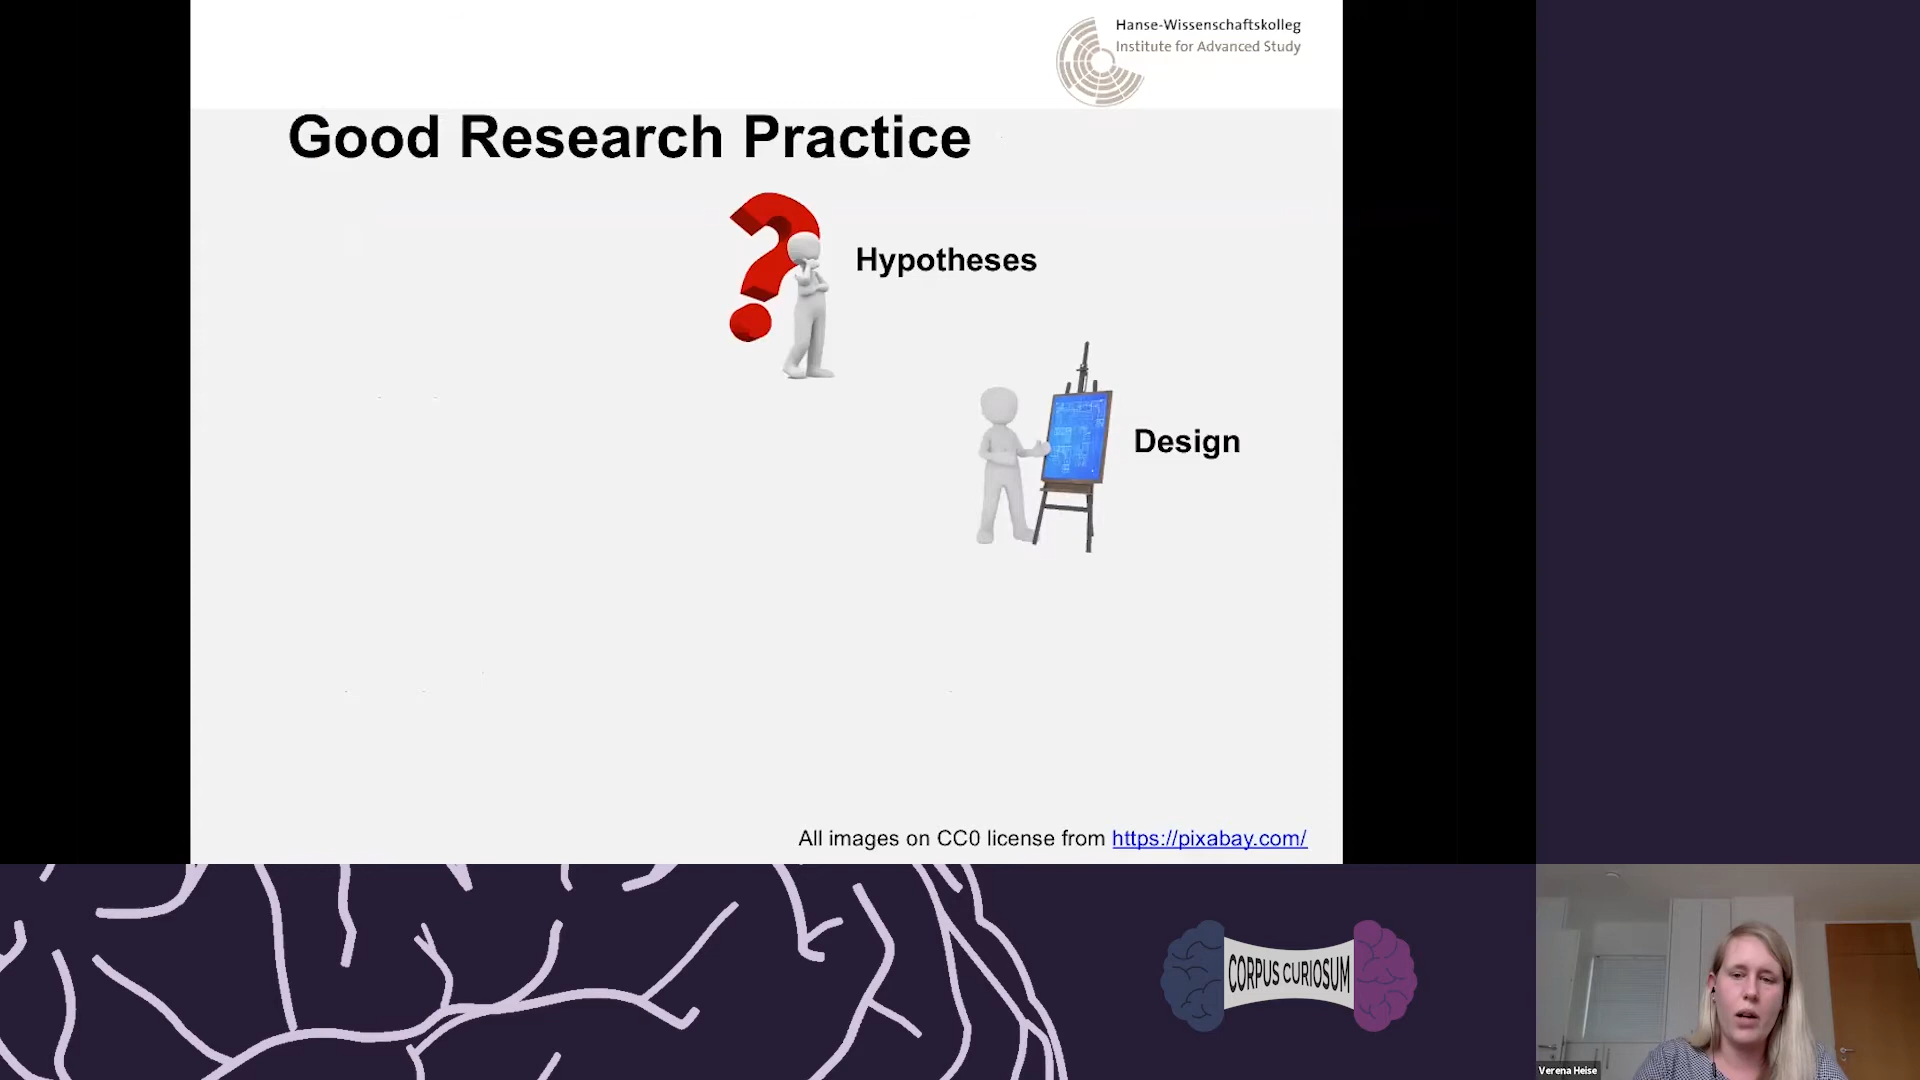 Hanse-Wissenschaftskolleg
Institute for Advanced Study
Good Research Practice
Hypotheses
Design
All images on CC0 license from https://pixabay.com/
CORPUS CURIOSUM
Verena Heise